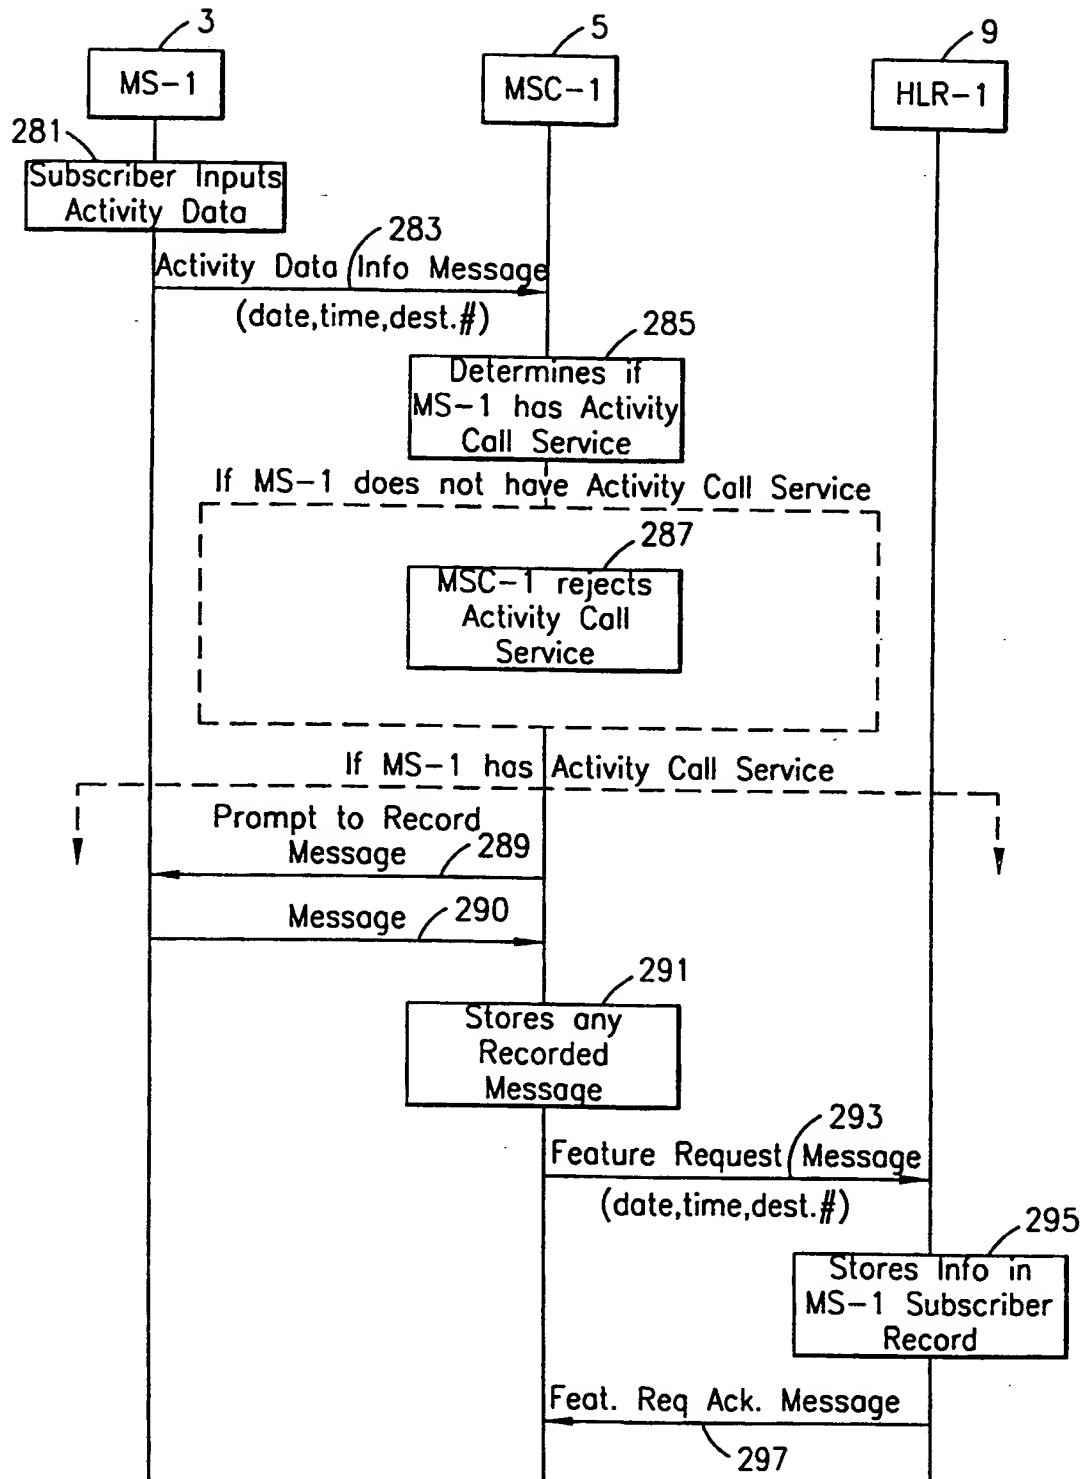 3
5
9
MS-1
MSC-1
HLR-1
281
Subscriber Inputs
Activity Data
283
Activity Data Info Message
(date,time,dest.#)
285
Determines if
MS-1 has Activity
Call Service
If MS-1 does not have Activity Call Service
287
MSC-1 rejects
Activity Call
Service
If MS-1 has Activity Call Service
Prompt to Record
Message
289
Message
290
291
Stores any
Recorded
Message
293
Feature Request Message
(date,time,dest.#)
295
Stores Info in
MS-1 Subscriber
Record
Feat. Req Ack. Message
297